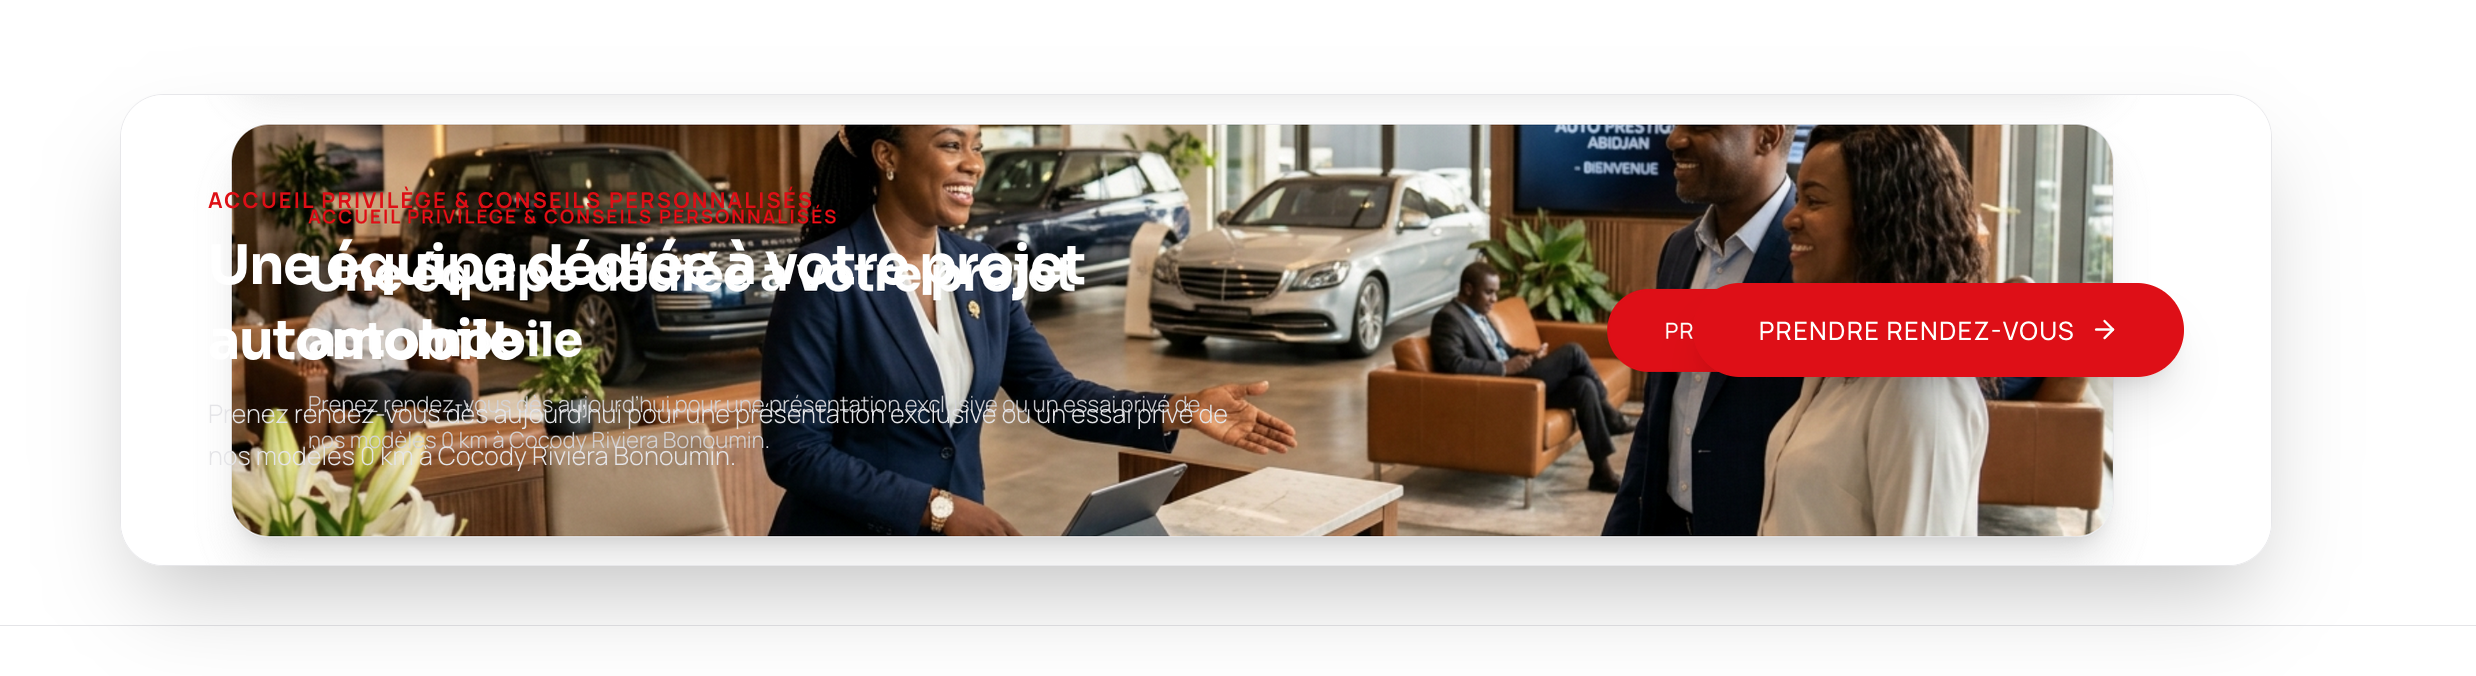 ACCUEIL PRIVILÈGE & CONSEILS PERSONNALISÉS
ACCUEIL PRIVILÈGE & CONSEILS PERSONNALISÉS
Une équipe dédiée à votre projet
automobile
Une équipe dédiée à votre projet
automobile
Prenez rendez-vous dès aujourd'hui pour une présentation exclusive ou un essai privé de
nos modèles 0 km à Cocody Riviera Bonoumin.
Prenez rendez-vous dès aujourd'hui pour une présentation exclusive ou un essai privé de
nos modèles 0 km à Cocody Riviera Bonoumin.
AUTO PRESTIG
ABIDJAN
- BIENVENUE
PR
PRENDRE RENDEZ-VOUS →